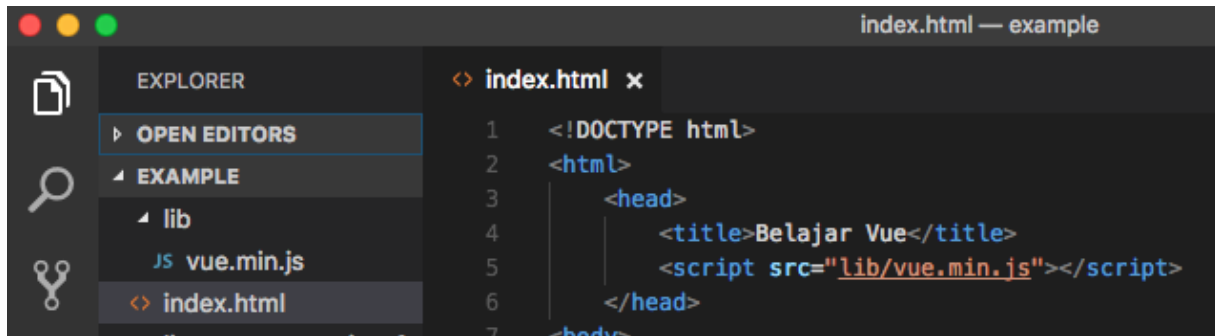 index.html — example
EXPLORER
OPEN EDITORS
EXAMPLE
lib
JS vue.min.js
<> index.html
<> index.html ×
1 <!DOCTYPE html>
2 <html>
3 <head>
4 <title>Belajar Vue</title>
5 <script src="lib/vue.min.js"></script>
6 </head>
7 <body>